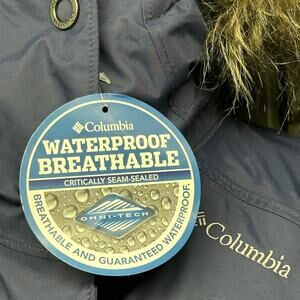 Columbia
WATERPROOF
BREATHABLE
CRITICALLY SEAM-SEALED
OMNI-TECH
BREATHABLE AND GUARANTEED WATERPROOF.
Columbia